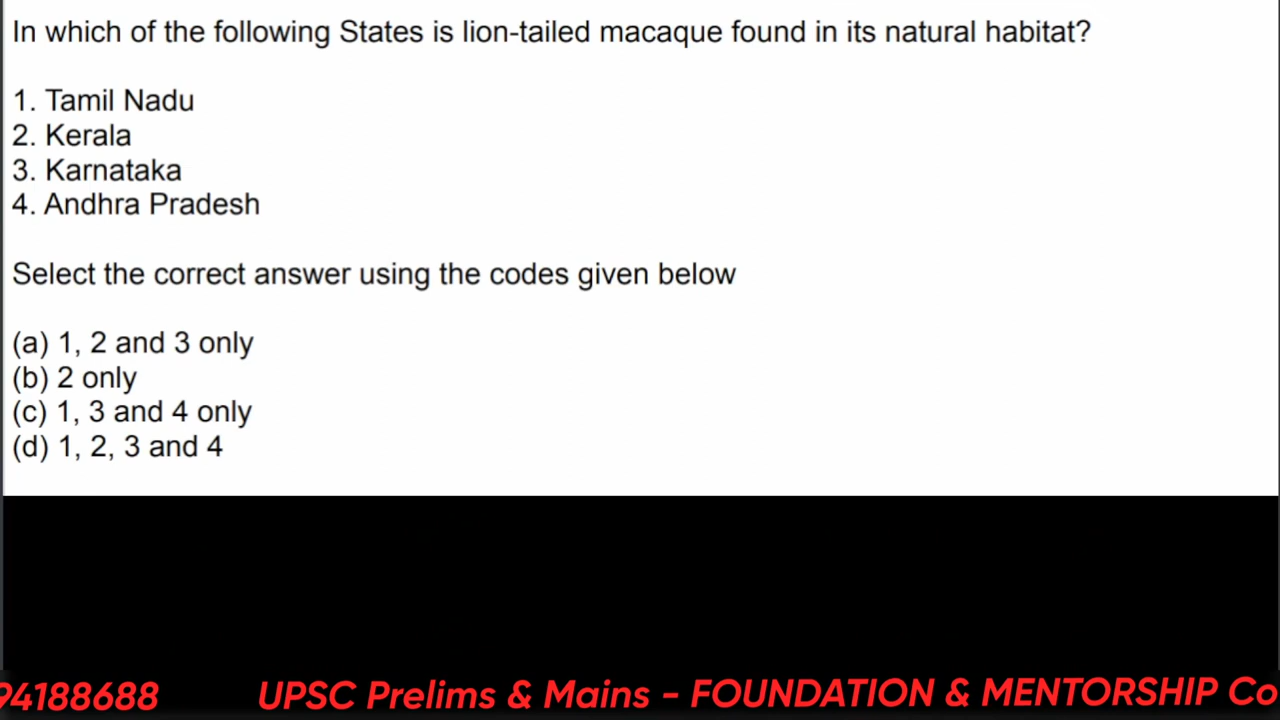 In which of the following States is lion-tailed macaque found in its natural habitat?
1. Tamil Nadu
2. Kerala
3. Karnataka
4. Andhra Pradesh
Select the correct answer using the codes given below
(a) 1, 2 and 3 only
(b) 2 only
(c) 1, 3 and 4 only
(d) 1, 2, 3 and 4
94188688 UPSC Prelims & Mains - FOUNDATION & MENTORSHIP Co